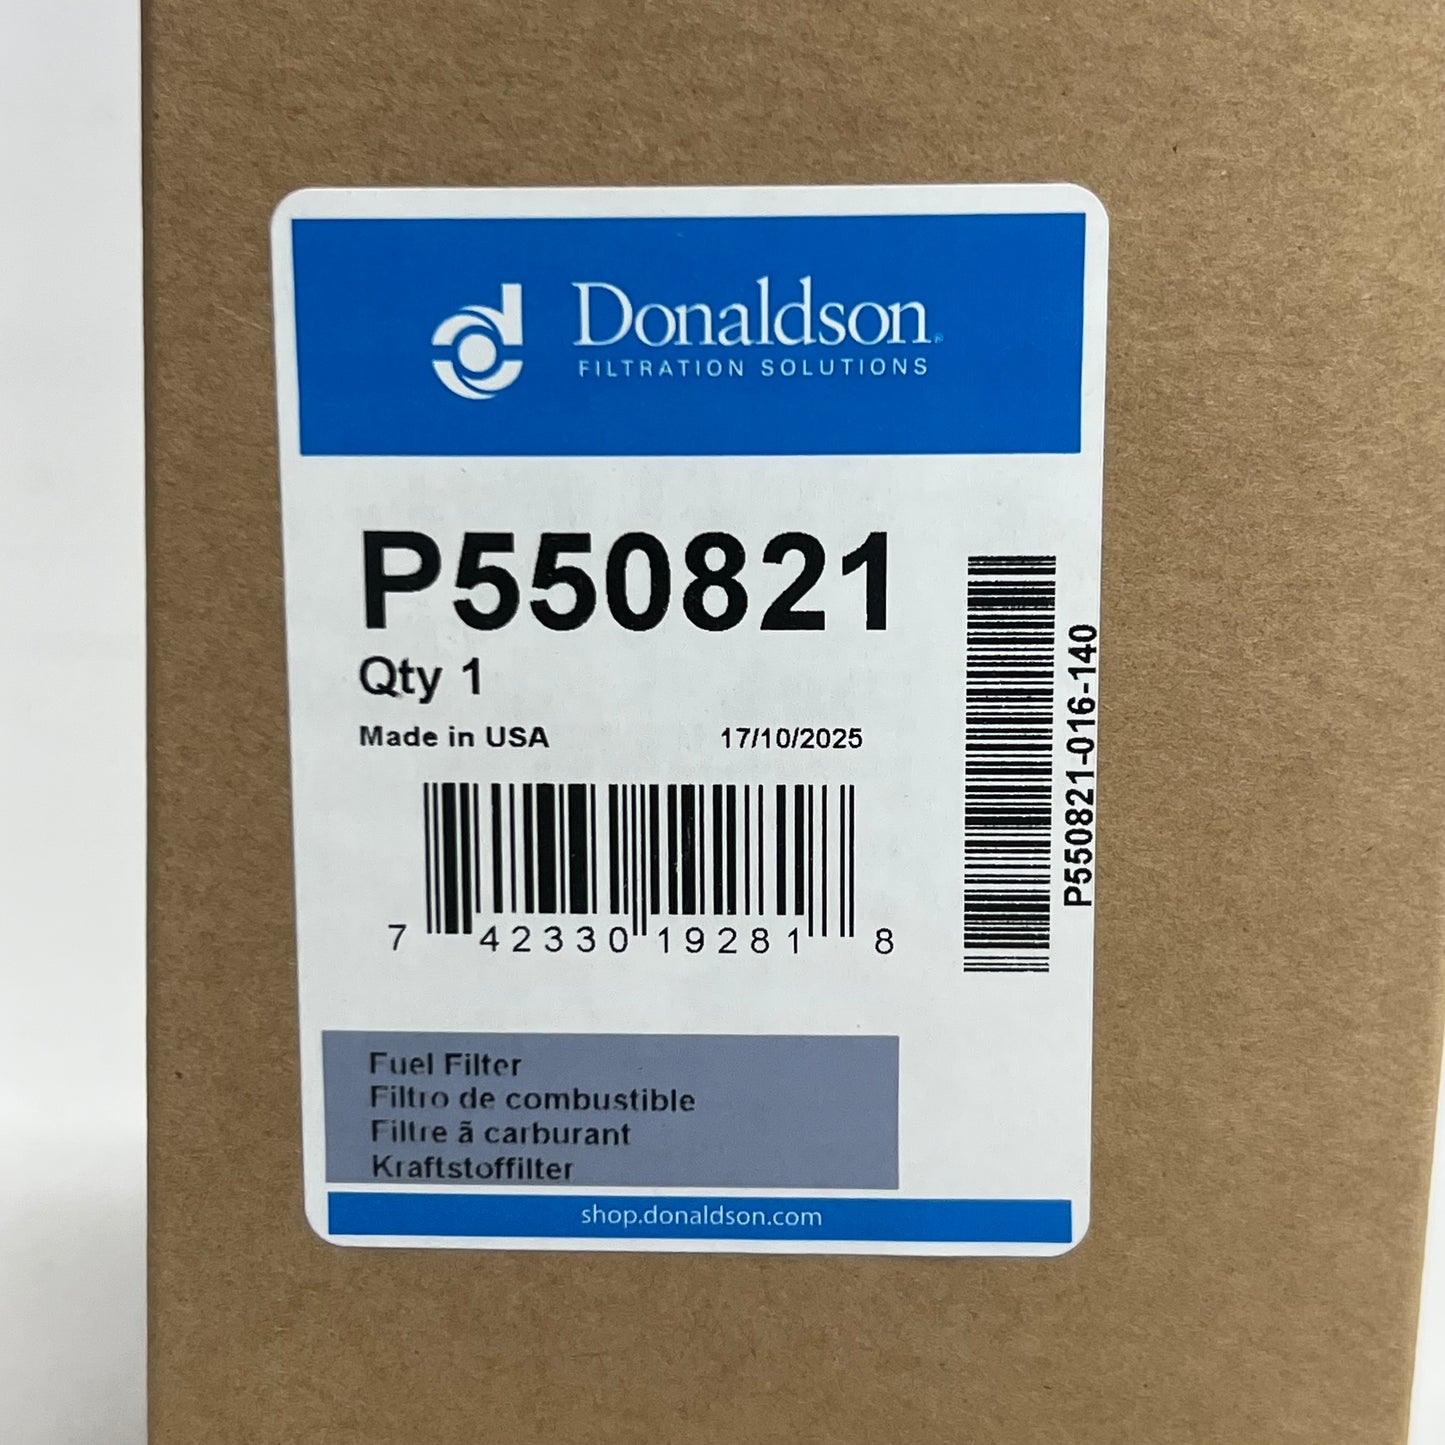 Donaldson®
FILTRATION SOLUTIONS
P550821
Qty 1
Made in USA 17/10/2025
7 42330 19281 8
P550821-016-140
Fuel Filter
Filtro de combustible
Filtre ã carburant
Kraftstoffilter
shop.donaldson.com